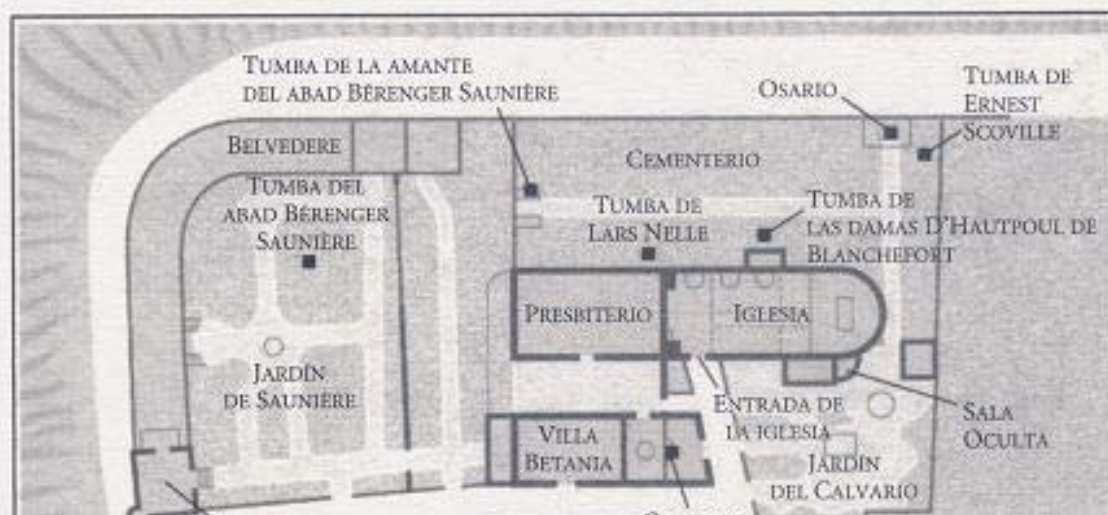 TUMBA DE LA AMANTE
DEL ABAD BÉRENGER SAUNIÈRE
OSARIO
TUMBA DE
ERNEST
SCOVILLE
BELVEDERE
CEMENTERIO
TUMBA DEL
ABAD BÉRENGER
SAUNIÈRE
TUMBA DE
LARS NELLE
TUMBA DE
LAS DAMAS D'HAUTPOUL DE
BLANCHEFORT
PRESBITERIO
IGLESIA
JARDÍN
DE SAUNIÈRE
ENTRADA DE
LA IGLESIA
SALA
OCULTA
VILLA
BETANIA
JARDÍN
DEL CALVARIO